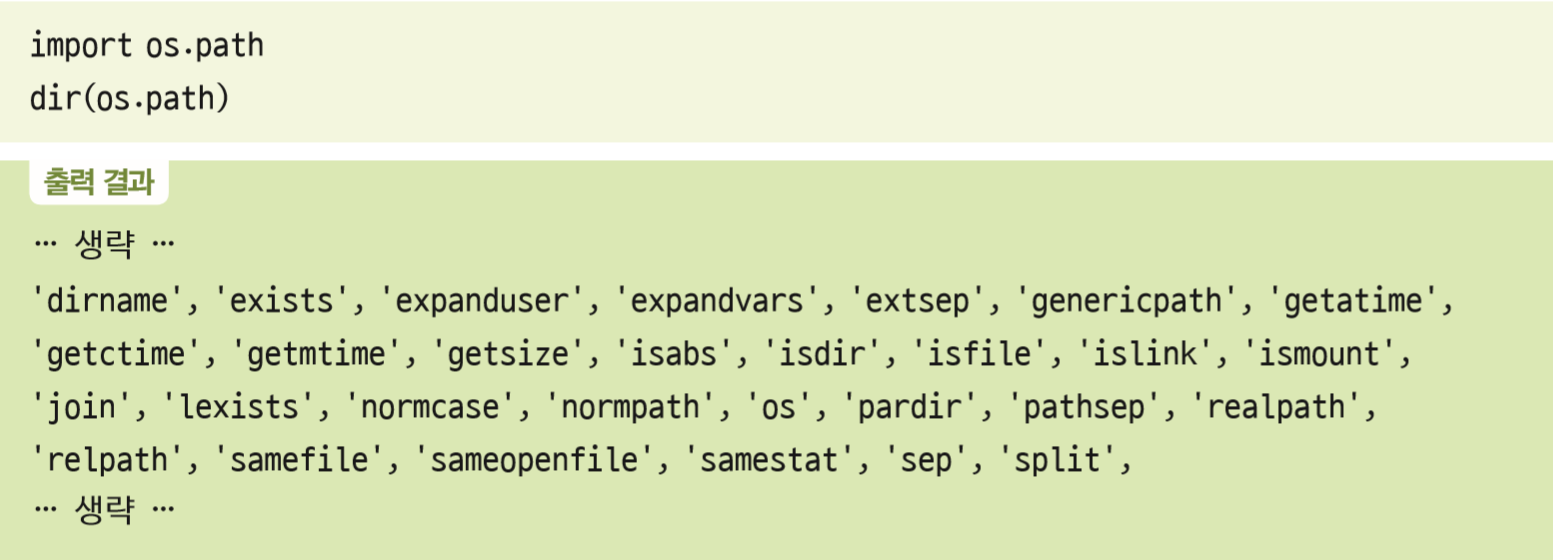 import os.path
dir(os.path)
출력 결과
… 생략 …
'dirname', 'exists', 'expanduser', 'expandvars', 'extsep', 'genericpath', 'getatime',
'getctime', 'getmtime', 'getsize', 'isabs', 'isdir', 'isfile', 'islink', 'ismount',
'join', 'lexists', 'normcase', 'normpath', 'os', 'pardir', 'pathsep', 'realpath',
'relpath', 'samefile', 'sameopenfile', 'samestat', 'sep', 'split',
… 생략 …